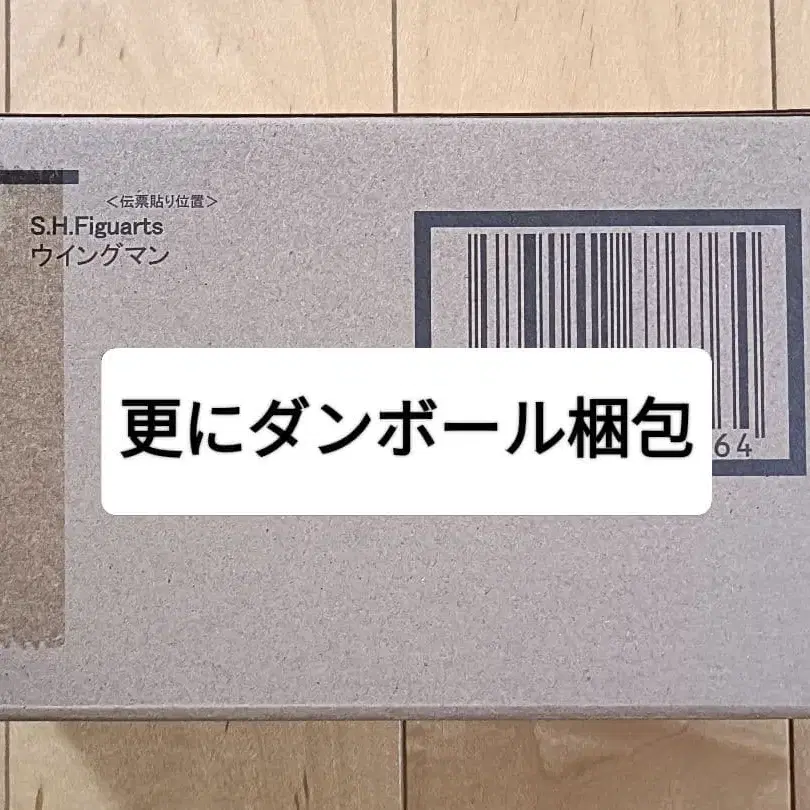 <伝票貼り位置>
S.H.Figuarts
ウイングマン
更にダンボール梱包
64